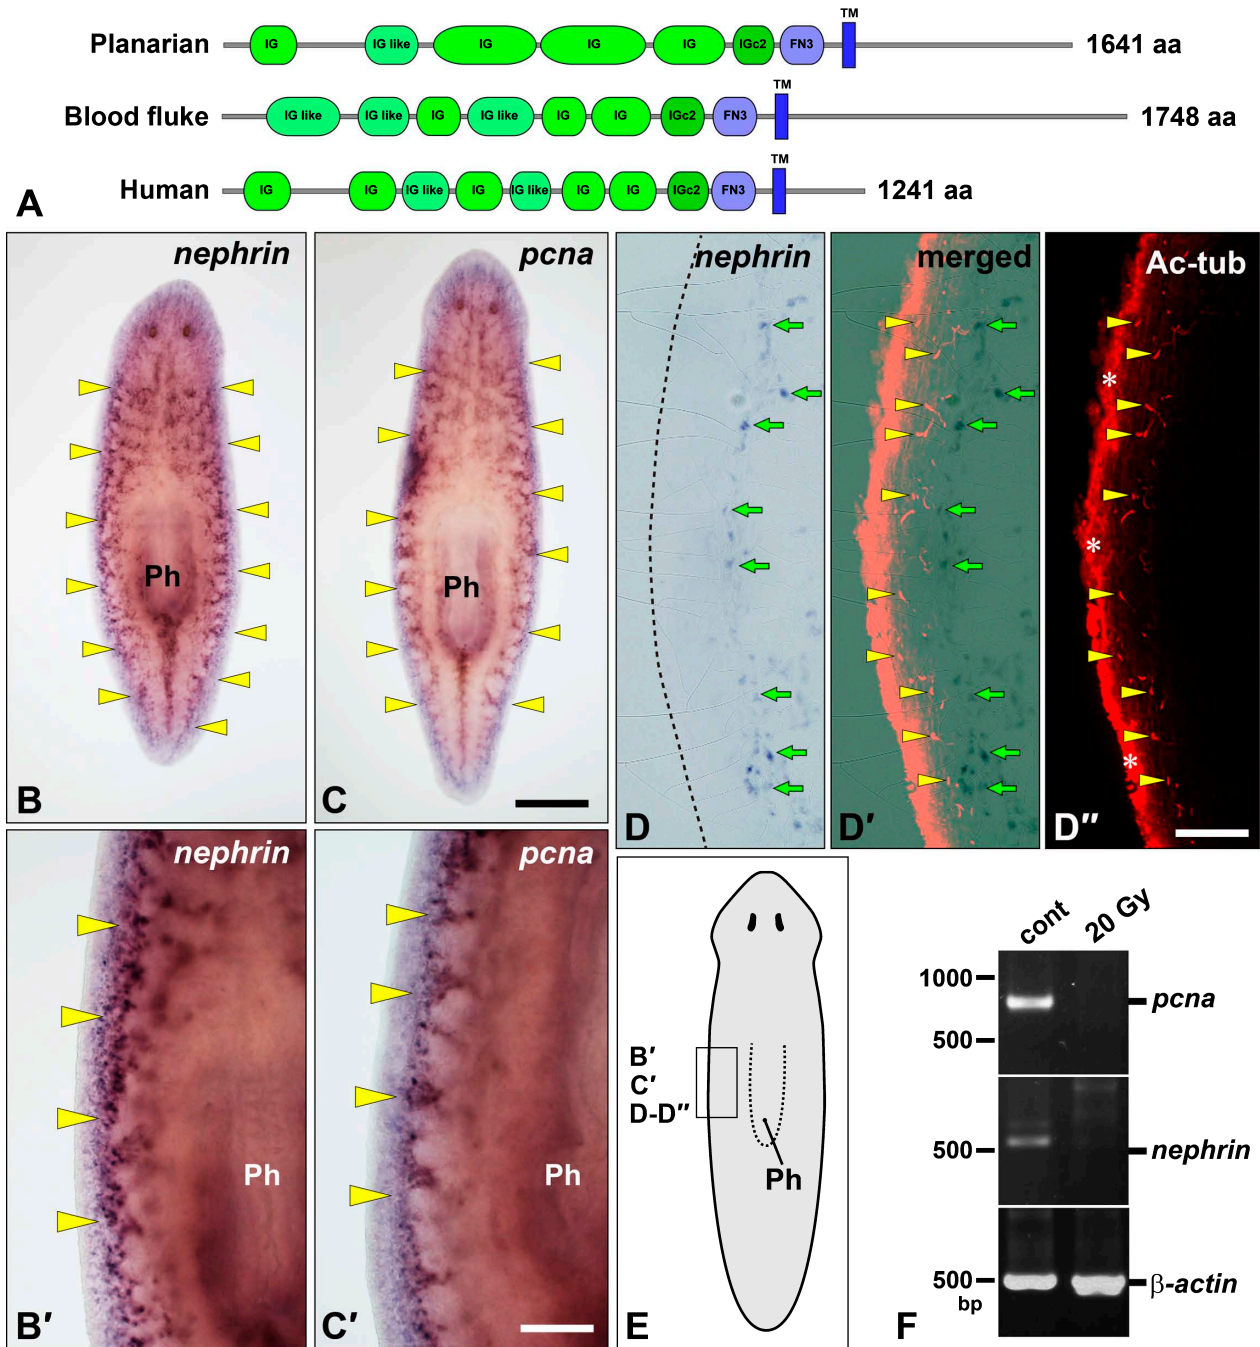 TM
Planarian IG IG like IG IG IG IGc2 FN3 1641 aa
TM
Blood fluke IG like IG like IG IG like IG IG IGc2 FN3 1748 aa
TM
Human IG IG IG like IG IG like IG IG IGc2 FN3 1241 aa
A
nephrin
Ph
B
pcna
Ph
C
nephrin
D
merged
D′
Ac-tub
* * *
D″
nephrin
Ph
B′
pcna
Ph
C′
B′
C′
D-D″
Ph
E
cont 20 Gy
1000
pcna
500
500
nephrin
500
bp
β-actin
F